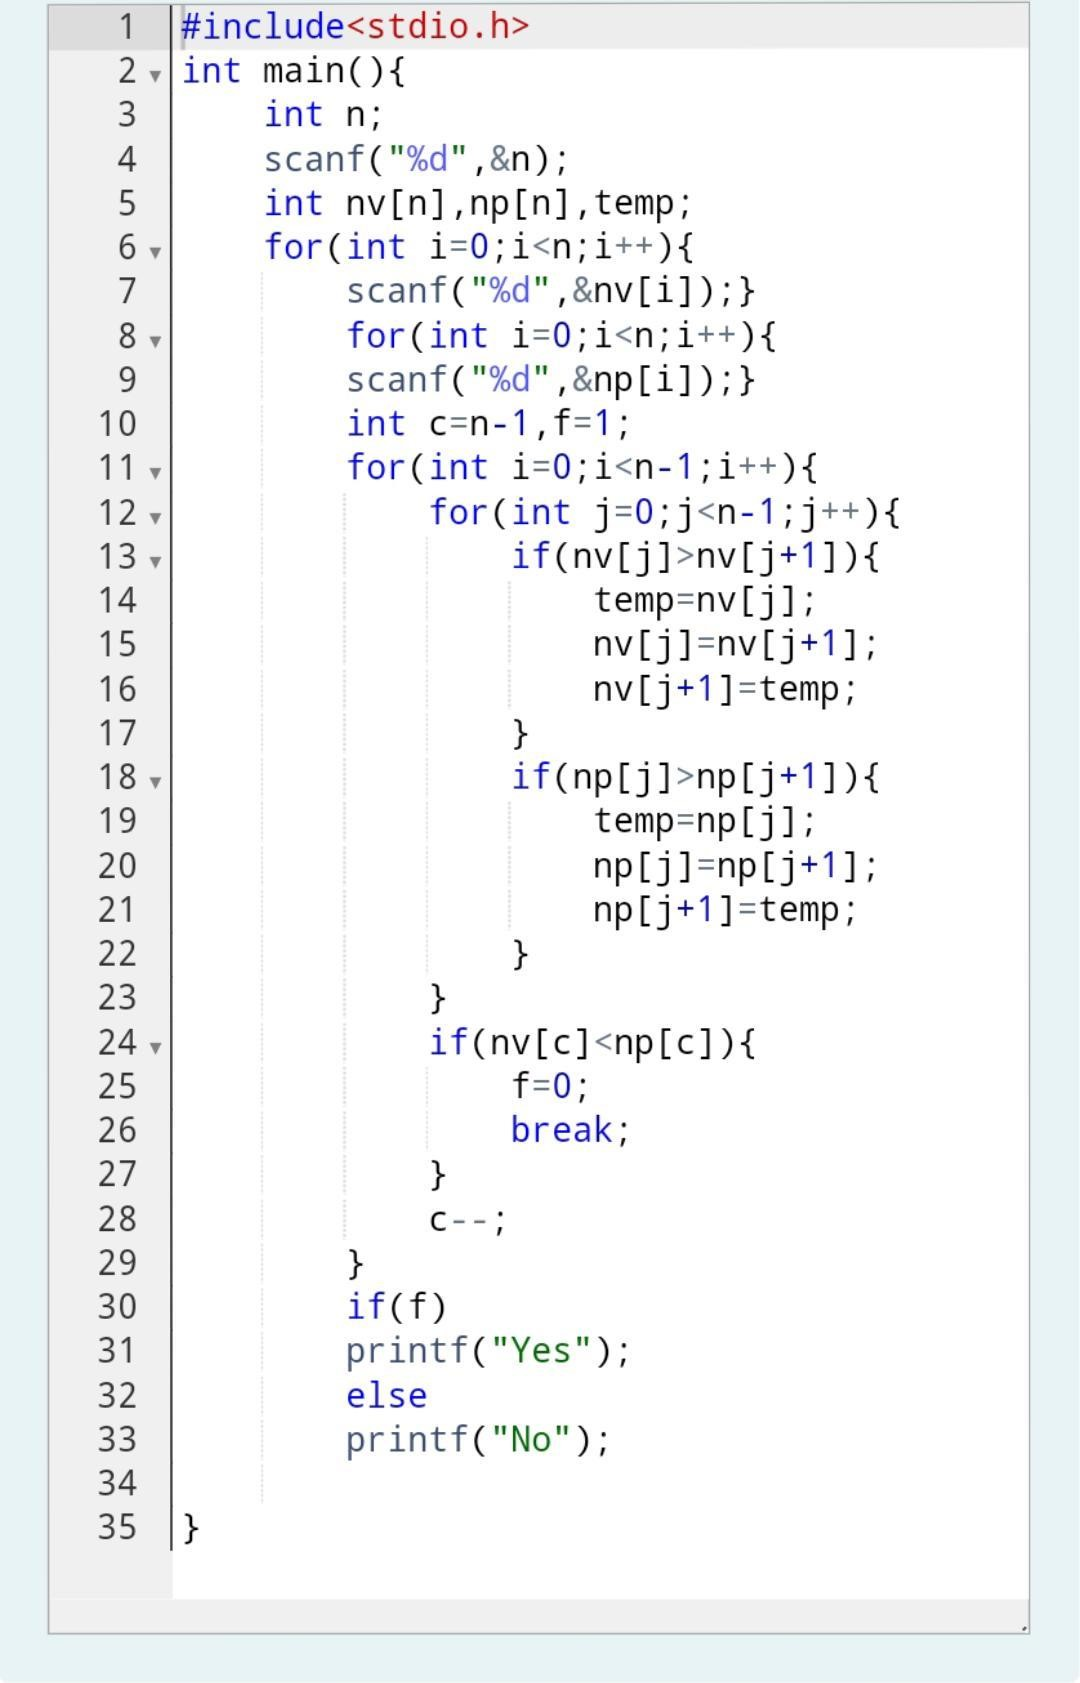 1 #include<stdio.h>
2 int main(){
3 int n;
4 scanf("%d",&n);
5 int nv[n],np[n],temp;
6 for(int i=0;i<n;i++){
7 scanf("%d",&nv[i]);}
8 for(int i=0;i<n;i++){
9 scanf("%d",&np[i]);}
10 int c=n-1,f=1;
11 for(int i=0;i<n-1;i++){
12 for(int j=0;j<n-1;j++){
13 if(nv[j]>nv[j+1]){
14 temp=nv[j];
15 nv[j]=nv[j+1];
16 nv[j+1]=temp;
17 }
18 if(np[j]>np[j+1]){
19 temp=np[j];
20 np[j]=np[j+1];
21 np[j+1]=temp;
22 }
23 }
24 if(nv[c]<np[c]){
25 f=0;
26 break;
27 }
28 c--;
29 }
30 if(f)
31 printf("Yes");
32 else
33 printf("No");
34
35 }